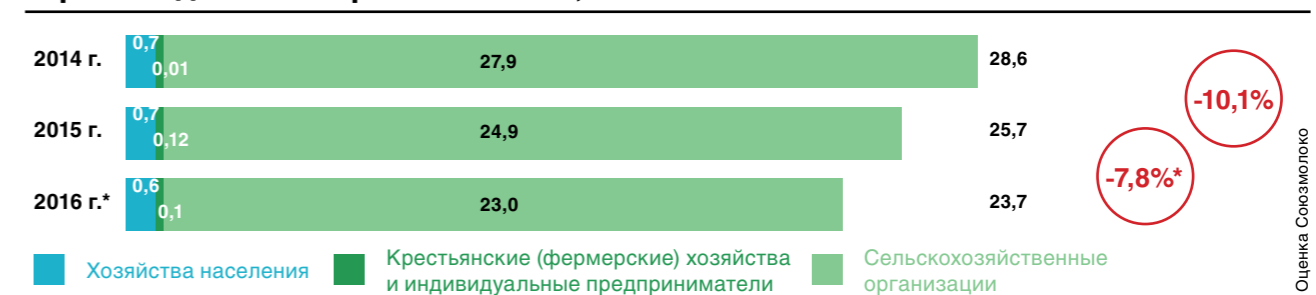 2014 г.
0,7
0,01
27,9
28,6
-10,1%
2015 г.
0,7
0,12
24,9
25,7
-7,8%*
2016 г.*
0,6
0,1
23,0
23,7
Хозяйства населения
Крестьянские (фермерские) хозяйства
и индивидуальные предприниматели
Сельскохозяйственные
организации
Оценка Союзмолоко